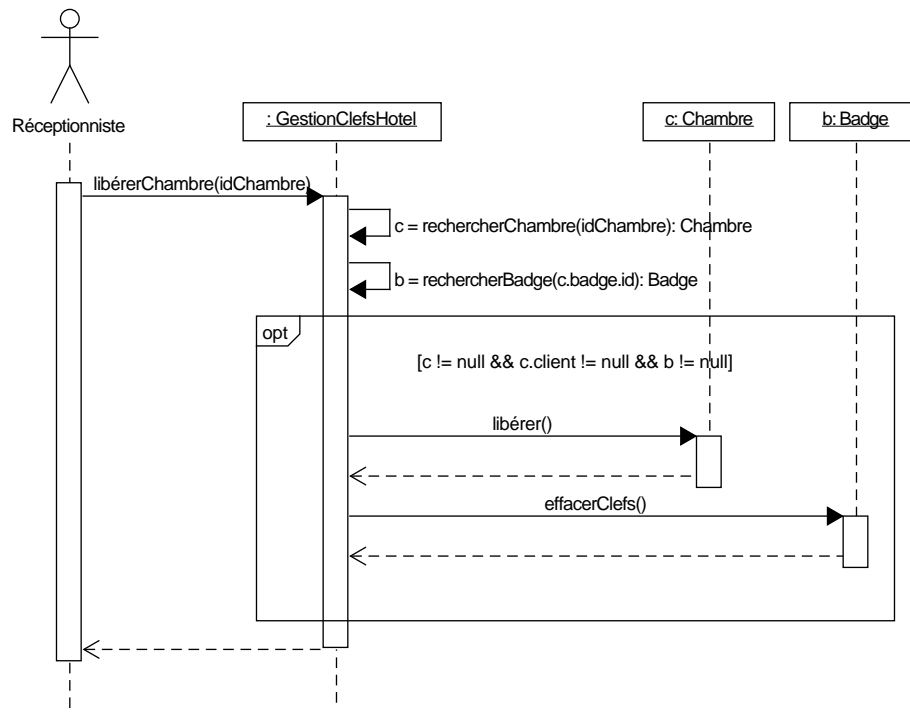 Réceptionniste
: GestionClefsHotel
c: Chambre
b: Badge
libérerChambre(idChambre)
c = rechercherChambre(idChambre): Chambre
b = rechercherBadge(c.badge.id): Badge
opt
[c != null && c.client != null && b != null]
libérer()
effacerClefs()